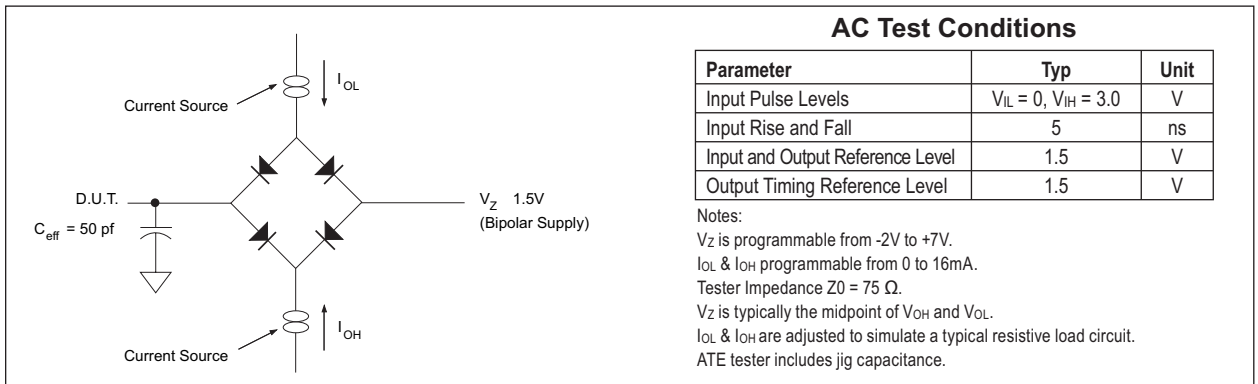 I_OL
Current Source
D.U.T.
C_eff = 50 pf
V_Z 1.5V
(Bipolar Supply)
I_OH
Current Source
AC Test Conditions
Parameter Typ Unit
Input Pulse Levels VIL = 0, VIH = 3.0 V
Input Rise and Fall 5 ns
Input and Output Reference Level 1.5 V
Output Timing Reference Level 1.5 V
Notes:
VZ is programmable from -2V to +7V.
IOL & IOH programmable from 0 to 16mA.
Tester Impedance Z0 = 75 Ω.
VZ is typically the midpoint of VOH and VOL.
IOL & IOH are adjusted to simulate a typical resistive load circuit.
ATE tester includes jig capacitance.